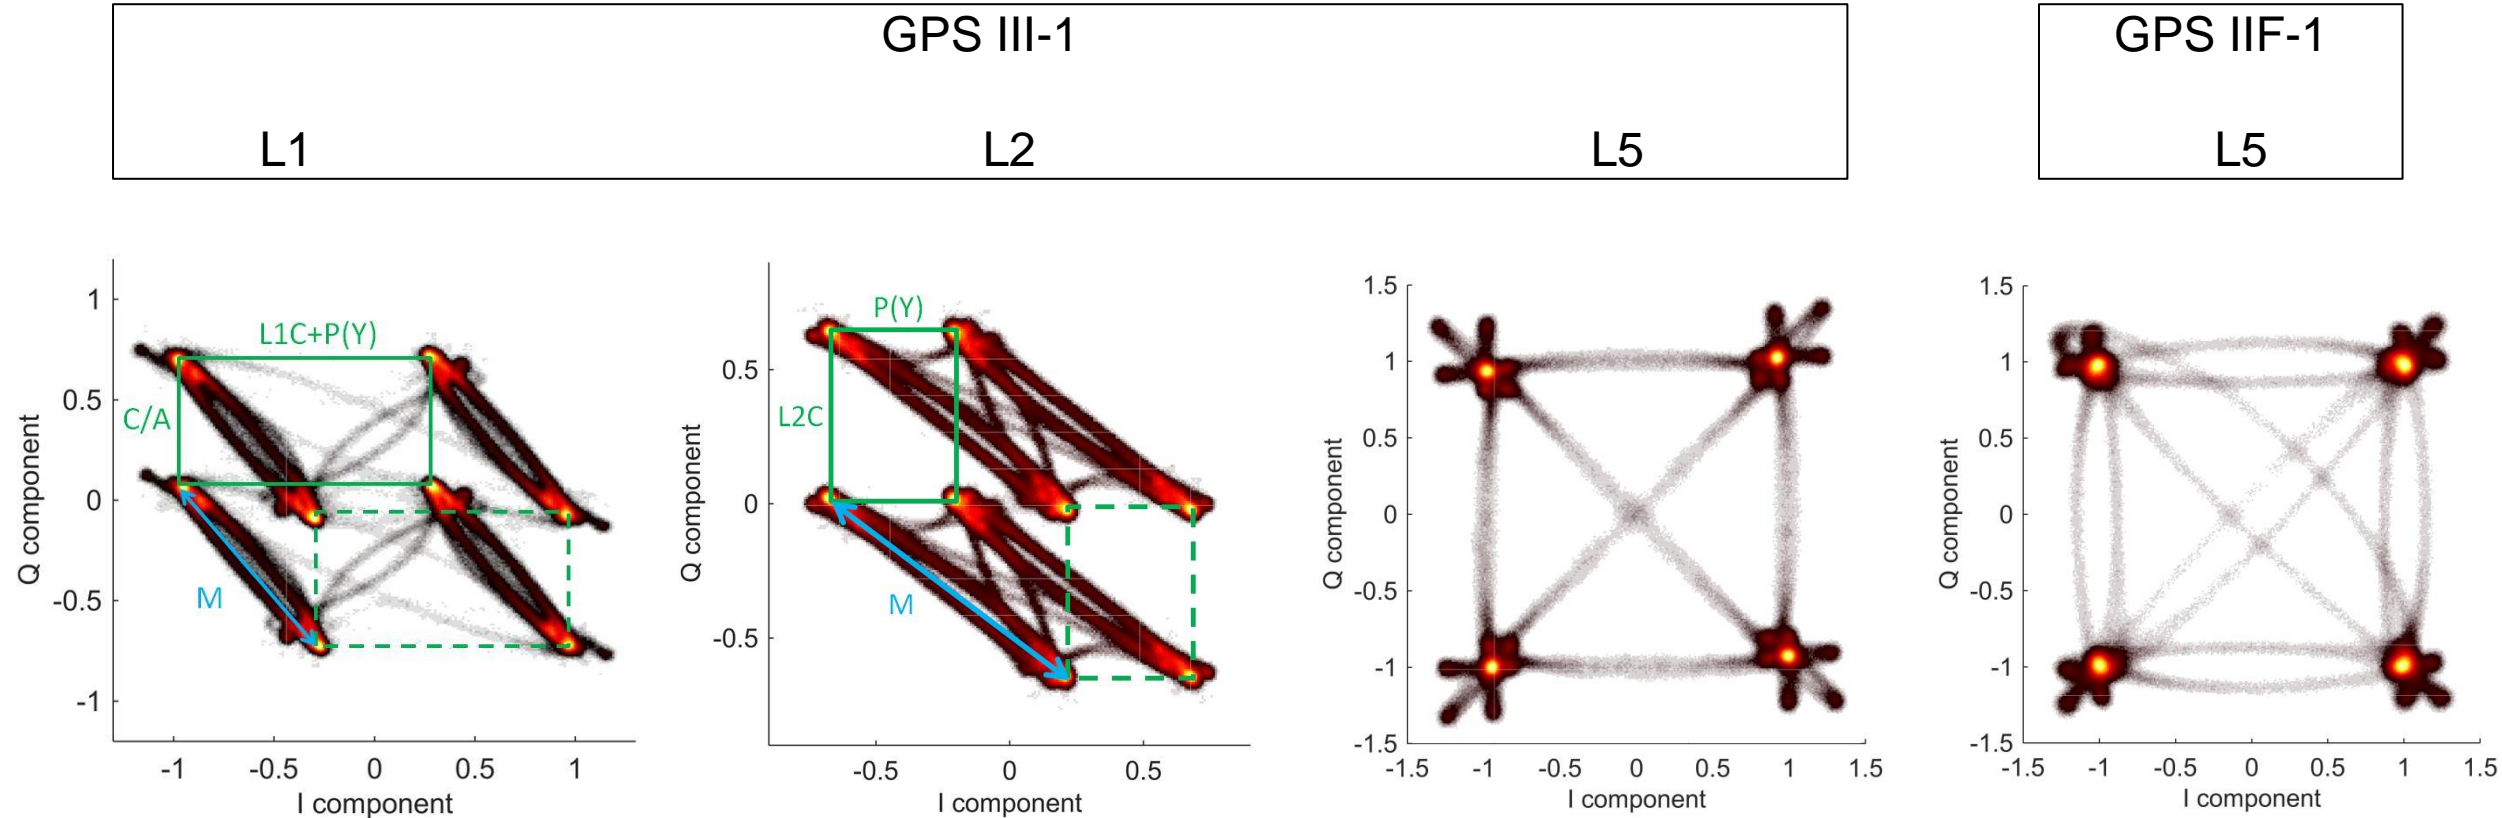 GPS III-1
GPS IIF-1
L1
L2
L5
L5
L1C+P(Y)
C/A
M
1
0.5
0
-0.5
-1
-1
-0.5
0
0.5
1
Q component
I component
P(Y)
L2C
M
0.5
0
-0.5
-0.5
0
0.5
Q component
I component
1.5
1
0.5
0
-0.5
-1
-1.5
-1.5
-1
-0.5
0
0.5
1
1.5
Q component
I component
1.5
1
0.5
0
-0.5
-1
-1.5
-1.5
-1
-0.5
0
0.5
1
1.5
Q component
I component